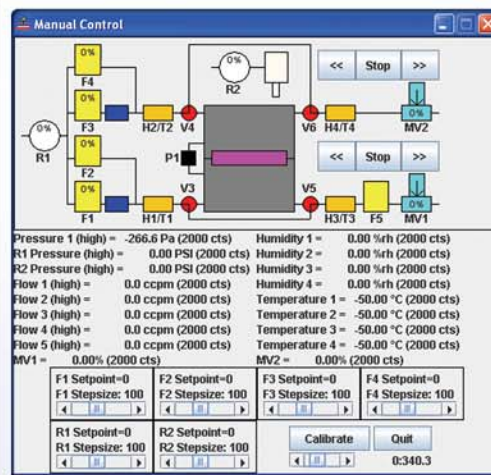 Manual Control
0%
F4
0%
F3
0%
R1
0%
F2
0%
F1
H2/T2
V4
0%
R2
V6
H4/T4
<< Stop >>
0%
MV2
P1
V3
H1/T1
V5
H3/T3
F5
<< Stop >>
0%
MV1
Pressure 1 (high) = -266.6 Pa (2000 cts) Humidity 1 = 0.00 %rh (2000 cts)
R1 Pressure (high) = 0.00 PSI (2000 cts) Humidity 2 = 0.00 %rh (2000 cts)
R2 Pressure (high) = 0.00 PSI (2000 cts) Humidity 3 = 0.00 %rh (2000 cts)
Flow 1 (high) = 0.0 ccpm (2000 cts) Humidity 4 = 0.00 %rh (2000 cts)
Flow 2 (high) = 0.0 ccpm (2000 cts) Temperature 1 = -50.00 °C (2000 cts)
Flow 3 (high) = 0.0 ccpm (2000 cts) Temperature 2 = -50.00 °C (2000 cts)
Flow 4 (high) = 0.0 ccpm (2000 cts) Temperature 3 = -50.00 °C (2000 cts)
Flow 5 (high) = 0.0 ccpm (2000 cts) Temperature 4 = -50.00 °C (2000 cts)
MV1 = 0.00% (2000 cts) MV2 = 0.00% (2000 cts)
F1 Setpoint=0 F2 Setpoint=0 F3 Setpoint=0 F4 Setpoint=0
F1 Stepsize: 100 F2 Stepsize: 100 F3 Stepsize: 100 F4 Stepsize: 100
R1 Setpoint=0 R2 Setpoint=0 Calibrate Quit
R1 Stepsize: 100 R2 Stepsize: 100
0:340.3